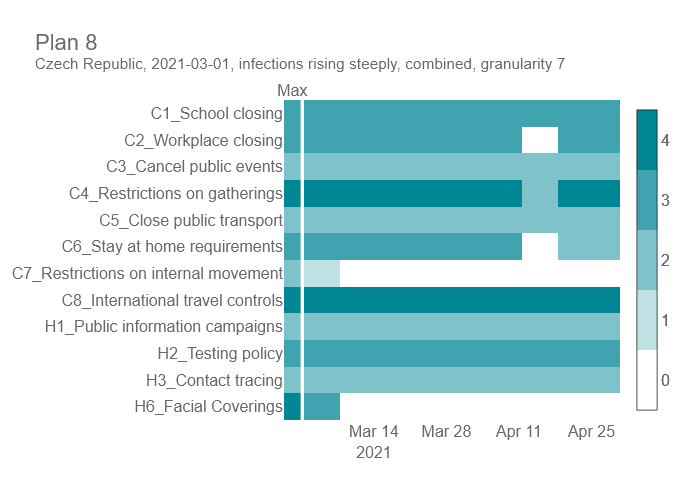 Plan 8
Czech Republic, 2021-03-01, infections rising steeply, combined, granularity 7
Max
C1_School closing
C2_Workplace closing
C3_Cancel public events
C4_Restrictions on gatherings
C5_Close public transport
C6_Stay at home requirements
C7_Restrictions on internal movement
C8_International travel controls
H1_Public information campaigns
H2_Testing policy
H3_Contact tracing
H6_Facial Coverings
Mar 14 Mar 28 Apr 11 Apr 25
2021
4
3
2
1
0